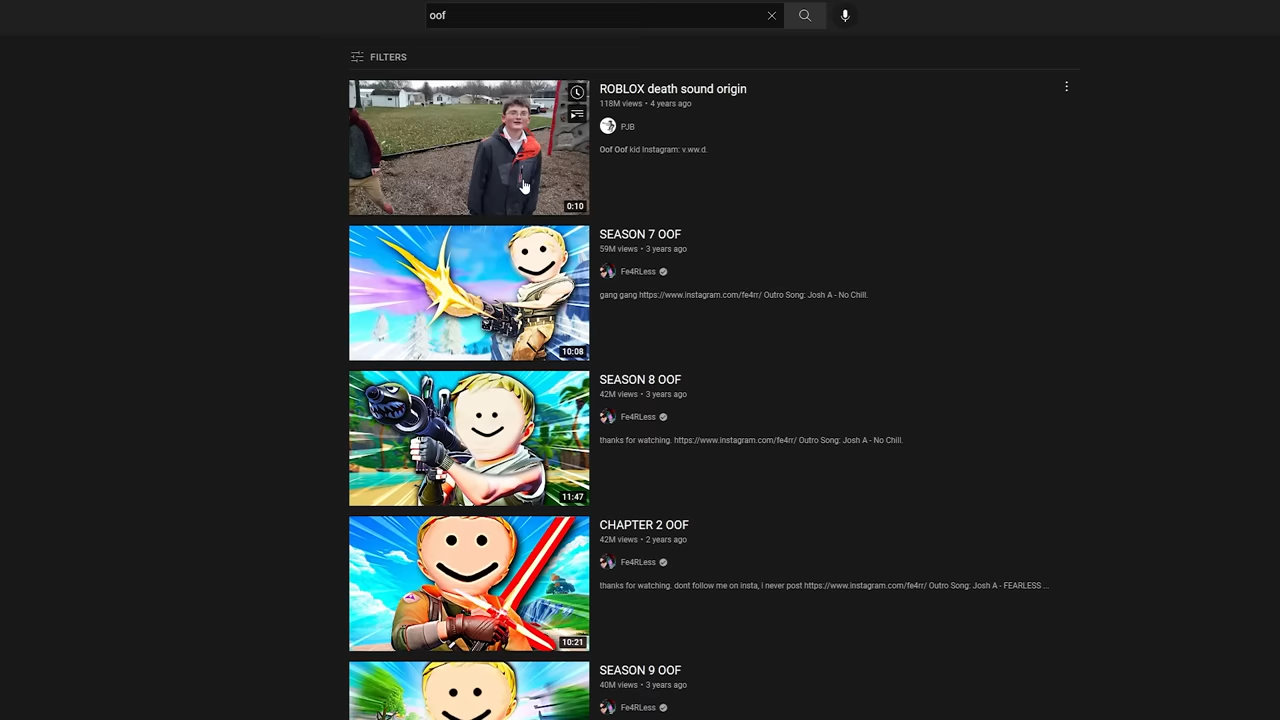 oof
FILTERS
ROBLOX death sound origin
118M views • 4 years ago
PJB
Oof Oof kid Instagram: v.ww.d.
0:10
SEASON 7 OOF
59M views • 3 years ago
Fe4RLess
gang gang https://www.instagram.com/fe4rr/ Outro Song: Josh A - No Chill.
10:08
SEASON 8 OOF
42M views • 3 years ago
Fe4RLess
thanks for watching. https://www.instagram.com/fe4rr/ Outro Song: Josh A - No Chill.
11:47
CHAPTER 2 OOF
42M views • 2 years ago
Fe4RLess
thanks for watching. dont follow me on insta, i never post https://www.instagram.com/fe4rr/ Outro Song: Josh A - FEARLESS ...
10:21
SEASON 9 OOF
40M views • 3 years ago
Fe4RLess